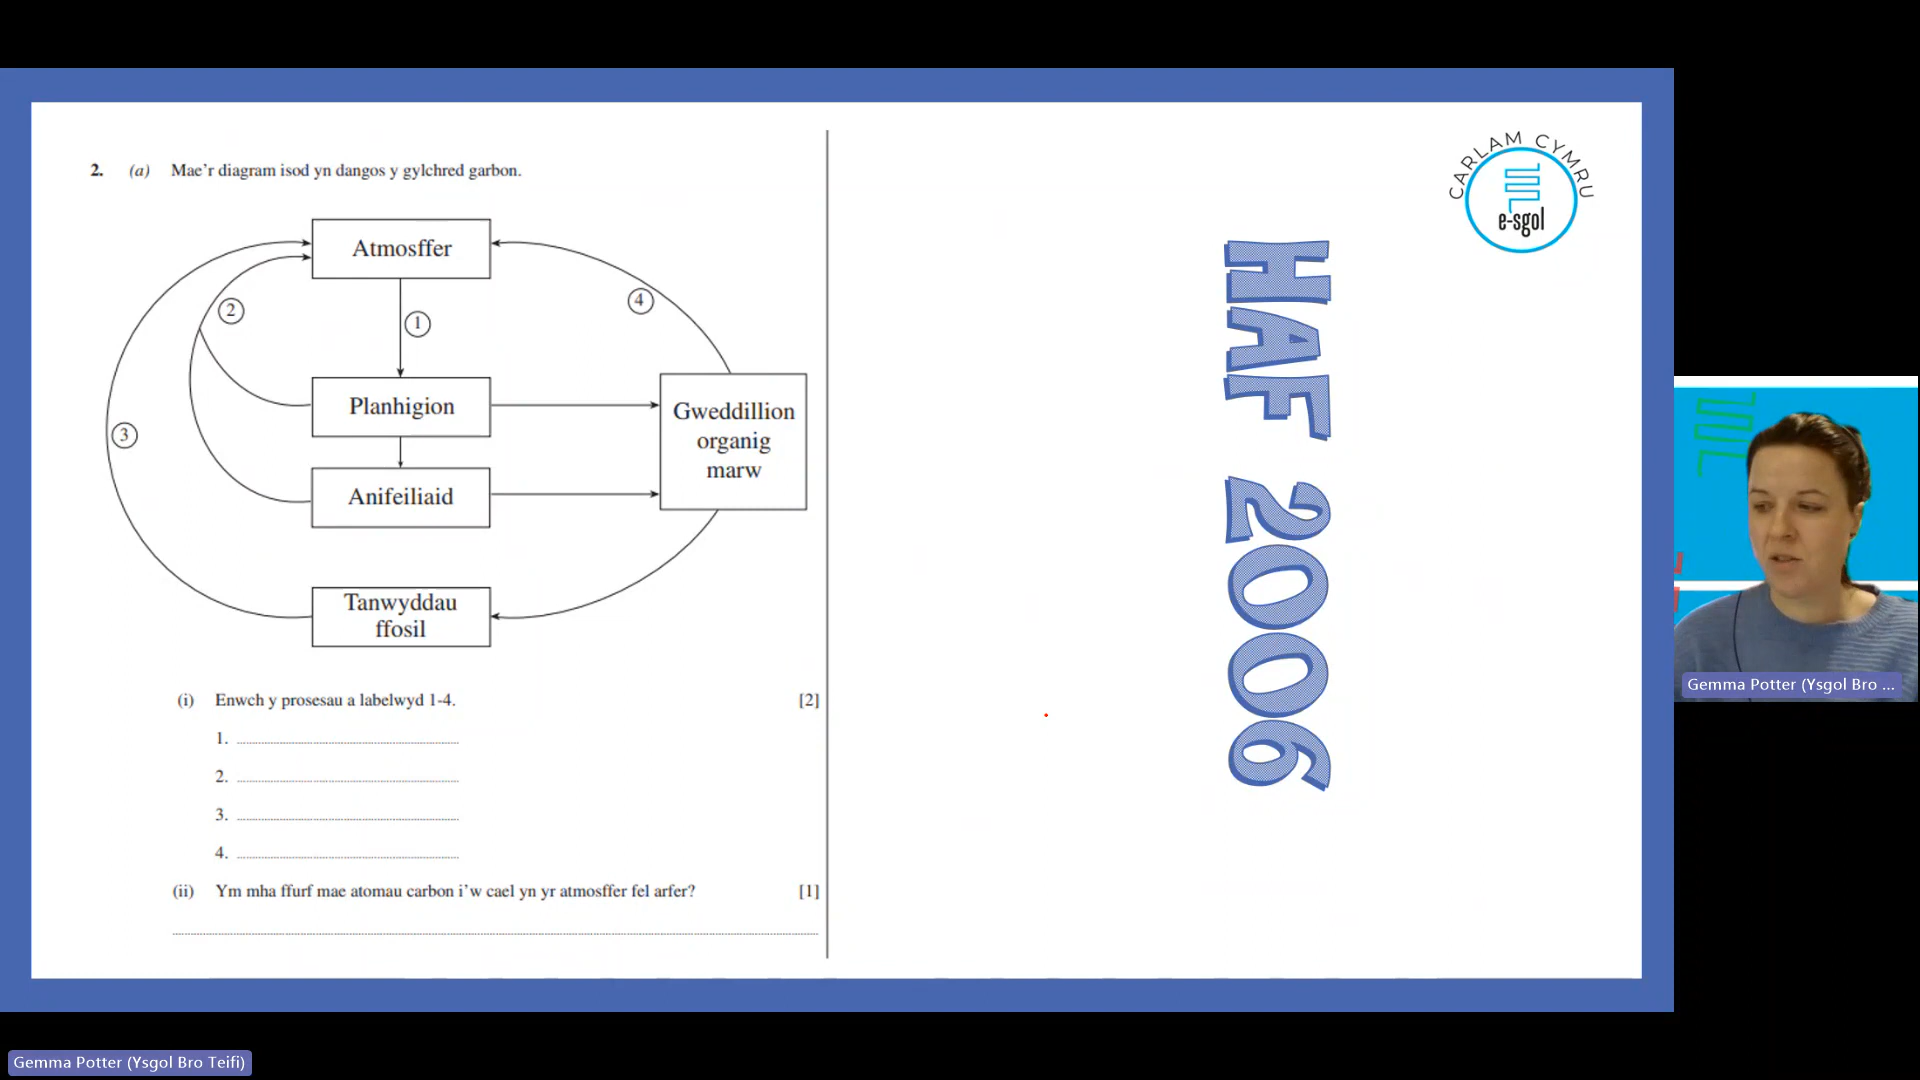 2. (a) Mae'r diagram isod yn dangos y gylchred garbon.
Atmosffer
4
2
1
Planhigion
Gweddillion
organig
marw
3
Anifeiliaid
Tanwyddau
ffosil
(i) Enwch y prosesau a labelwyd 1-4. [2]
1.
2.
3.
4.
(ii) Ym mha ffurf mae atomau carbon i'w cael yn yr atmosffer fel arfer? [1]
HAF 2006
CARLAM CYMRU
e-sgol
Gemma Potter (Ysgol Bro ...
Gemma Potter (Ysgol Bro Teifi)